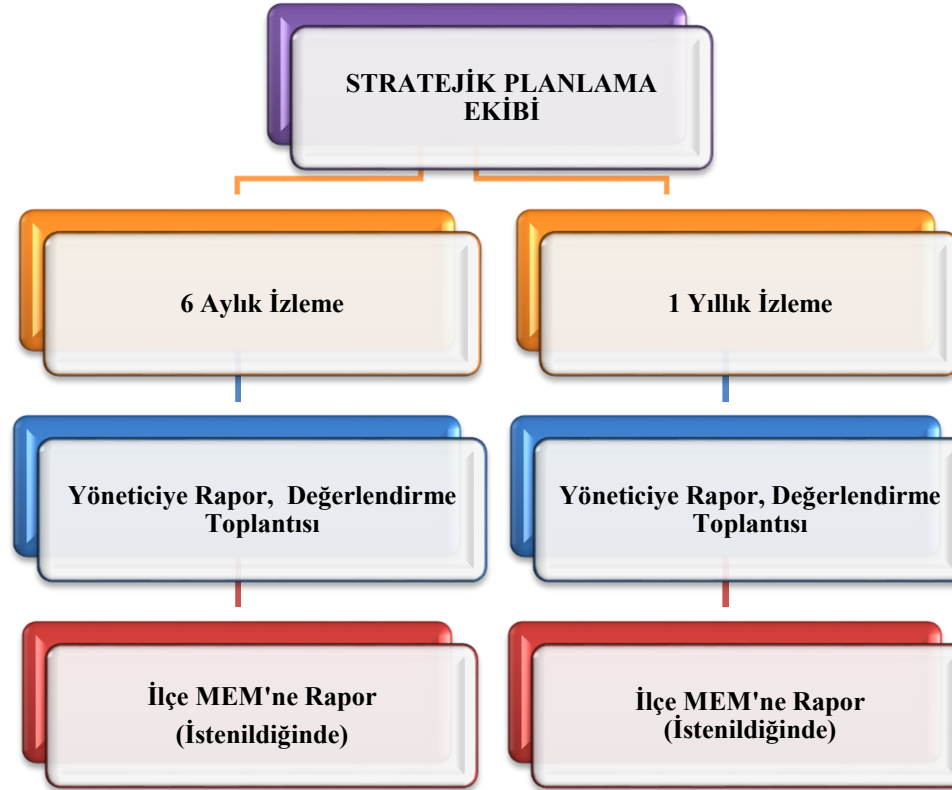 STRATEJİK PLANLAMA
EKİBİ
6 Aylık İzleme
1 Yıllık İzleme
Yöneticiye Rapor, Değerlendirme
Toplantısı
Yöneticiye Rapor, Değerlendirme
Toplantısı
İlçe MEM'ne Rapor
(İstenildiğinde)
İlçe MEM'ne Rapor
(İstenildiğinde)